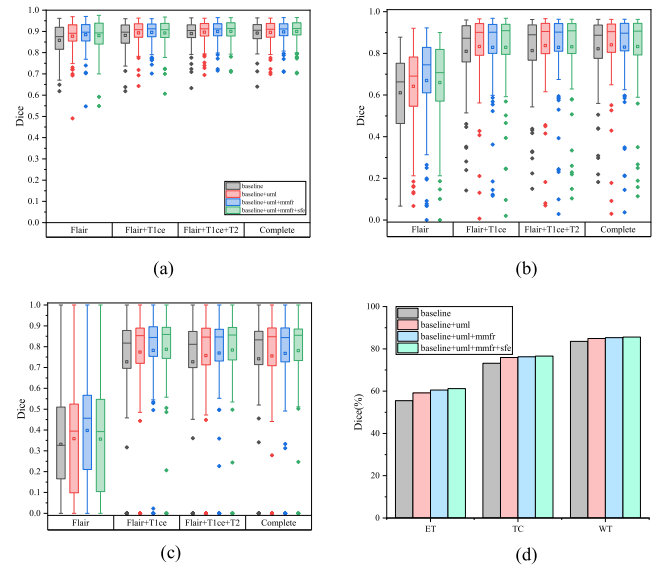 1.0
0.9
0.8
0.7
0.6
0.5
0.4
0.3
0.2
0.1
0.0
Dice
baseline
baseline+uml
baseline+uml+mmfr
baseline+uml+mmfr+sfe
Flair Flair+T1ce Flair+T1ce+T2 Complete
(a)
1.0
0.8
0.6
0.4
0.2
0.0
Dice
Flair Flair+T1ce Flair+T1ce+T2 Complete
(b)
1.0
0.9
0.8
0.7
0.6
0.5
0.4
0.3
0.2
0.1
0.0
Dice
Flair Flair+T1ce Flair+T1ce+T2 Complete
(c)
100
80
60
40
20
0
Dice(%)
baseline
baseline+uml
baseline+uml+mmfr
baseline+uml+mmfr+sfe
ET TC WT
(d)